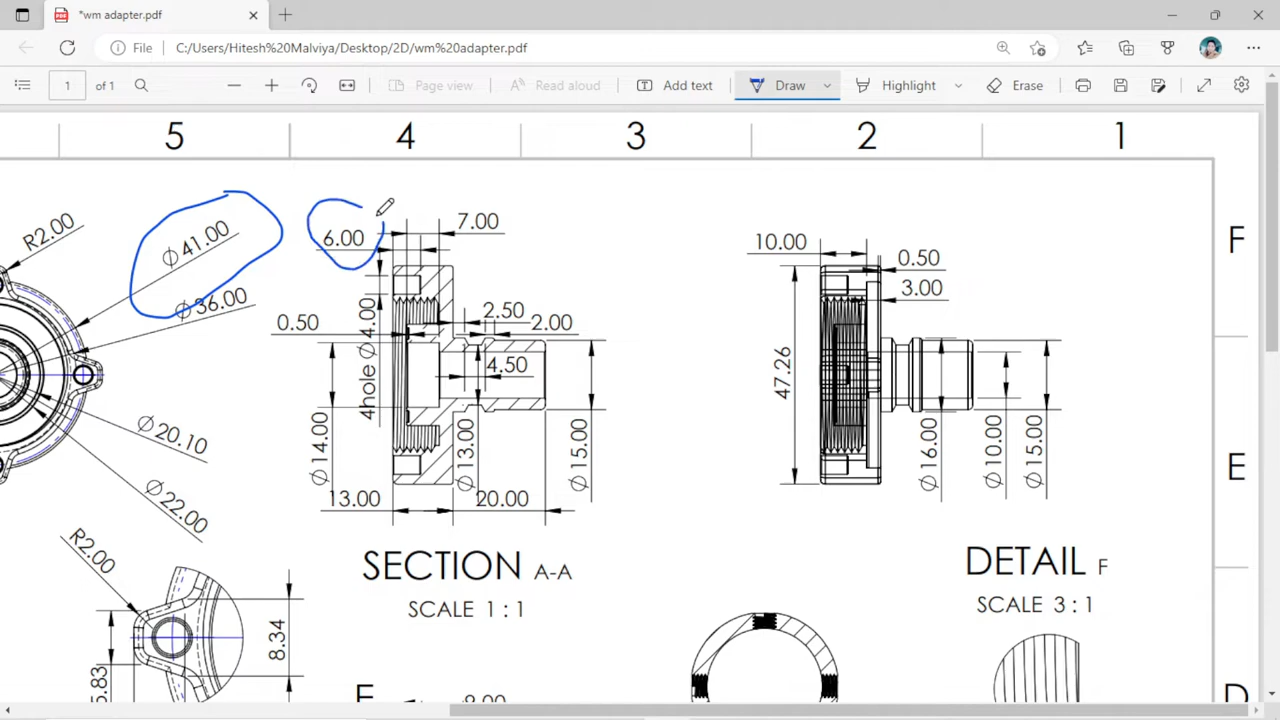 *wm adapter.pdf
File C:/Users/Hitesh%20Malviya/Desktop/2D/wm%20adapter.pdf
1 of 1 Page view Read aloud Add text Draw Highlight Erase
5 4 3 2 1
R2.00
∅41.00
∅36.00
∅20.10
∅22.00
R2.00
8.34
5.83
6.00
7.00
0.50
4hole ∅4.00
2.50
2.00
4.50
∅14.00
∅13.00
∅15.00
13.00
20.00
SECTION A-A
SCALE 1 : 1
10.00
0.50
3.00
47.26
∅16.00
∅10.00
∅15.00
DETAIL F
SCALE 3 : 1
F
E
D